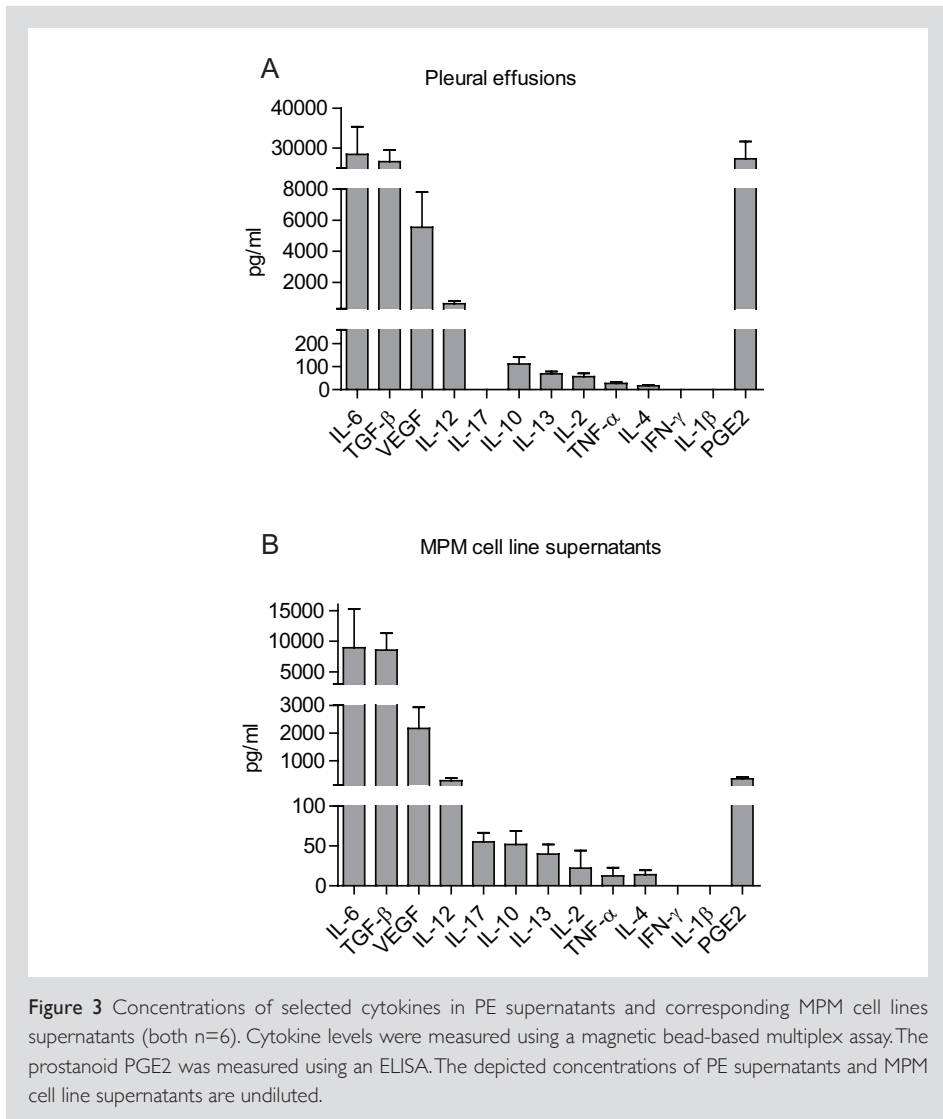 A
Pleural effusions
40000
30000
8000
6000
4000
2000
200
100
0
pg/ml
IL-6
TGF-β
VEGF
IL-12
IL-17
IL-10
IL-13
IL-2
TNF-α
IL-4
IFN-γ
IL-1β
PGE2
B
MPM cell line supernatants
15000
10000
5000
3000
2000
1000
100
50
0
pg/ml
IL-6
TGF-β
VEGF
IL-12
IL-17
IL-10
IL-13
IL-2
TNF-α
IL-4
IFN-γ
IL-1β
PGE2
Figure 3 Concentrations of selected cytokines in PE supernatants and corresponding MPM cell lines
supernatants (both n=6). Cytokine levels were measured using a magnetic bead-based multiplex assay. The
prostanoid PGE2 was measured using an ELISA. The depicted concentrations of PE supernatants and MPM
cell line supernatants are undiluted.